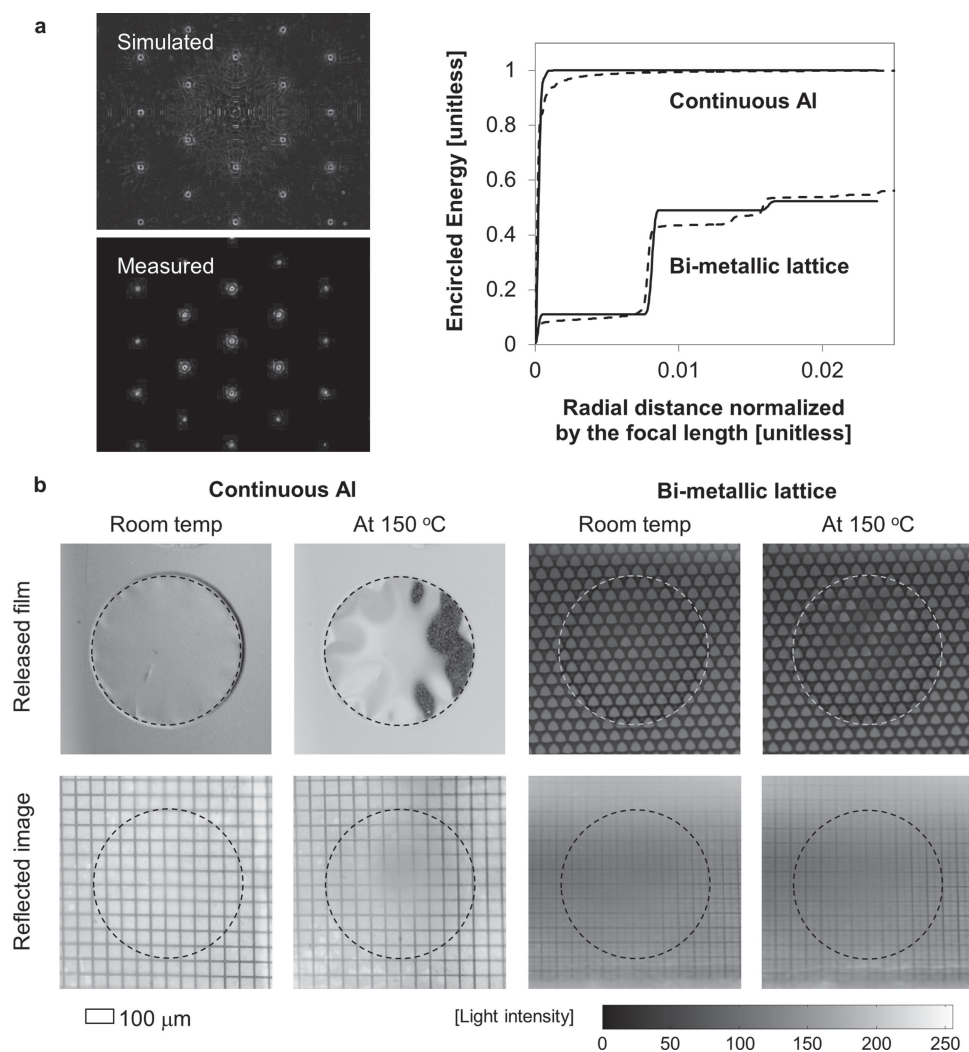 a
Simulated
Measured
Encircled Energy [unitless]
1
0.8
0.6
0.4
0.2
0
Continuous Al
Bi-metallic lattice
0
0.01
0.02
Radial distance normalized
by the focal length [unitless]
b
Continuous Al
Bi-metallic lattice
Room temp
At 150 °C
Room temp
At 150 °C
Released film
Reflected image
100 μm
[Light intensity]
0
50
100
150
200
250